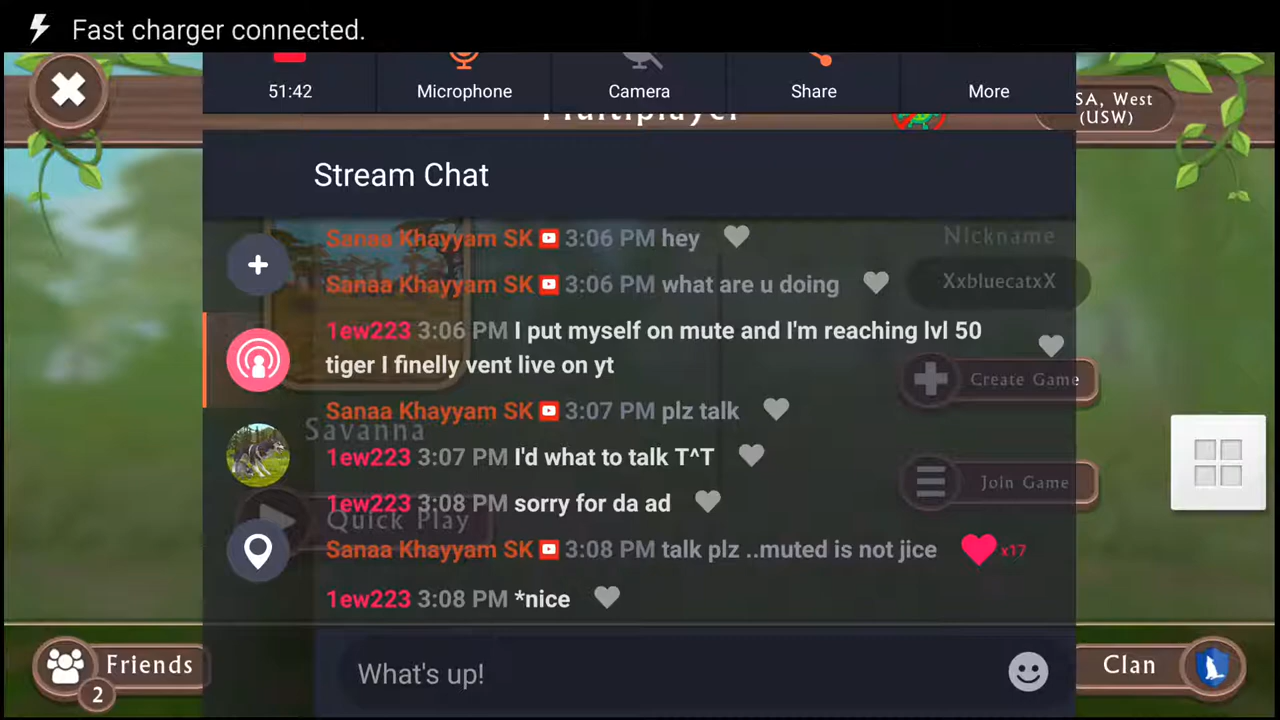 Fast charger connected.
51:42
Microphone
Camera
Share
More
Multiplayer
SA, West
(USW)
Stream Chat
Sanaa Khayyam SK 3:06 PM hey
Nickname
Sanaa Khayyam SK 3:06 PM what are u doing
XxbluecatxX
1ew223 3:06 PM I put myself on mute and I'm reaching lvl 50
tiger I finelly vent live on yt
Create Game
Sanaa Khayyam SK 3:07 PM plz talk
Savanna
1ew223 3:07 PM I'd what to talk T^T
Join Game
1ew223 3:08 PM sorry for da ad
Quick Play
Sanaa Khayyam SK 3:08 PM talk plz ..muted is not jice x17
1ew223 3:08 PM *nice
Friends
2
What's up!
Clan